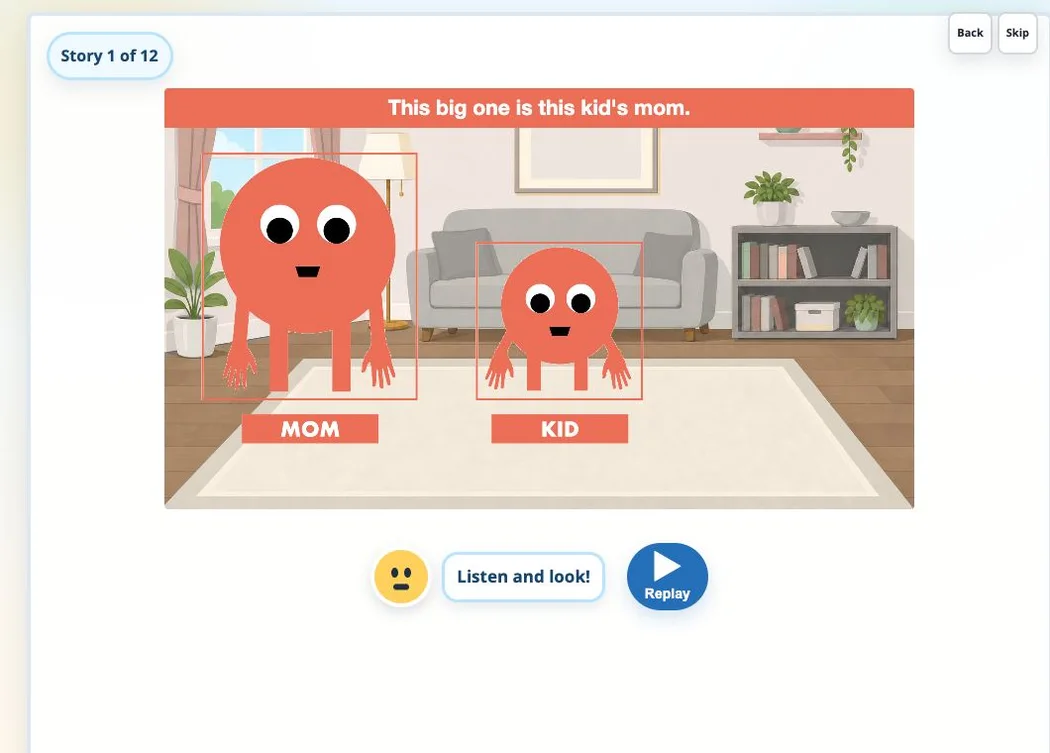 Story 1 of 12
Back
Skip
This big one is this kid's mom.
MOM
KID
Listen and look!
Replay